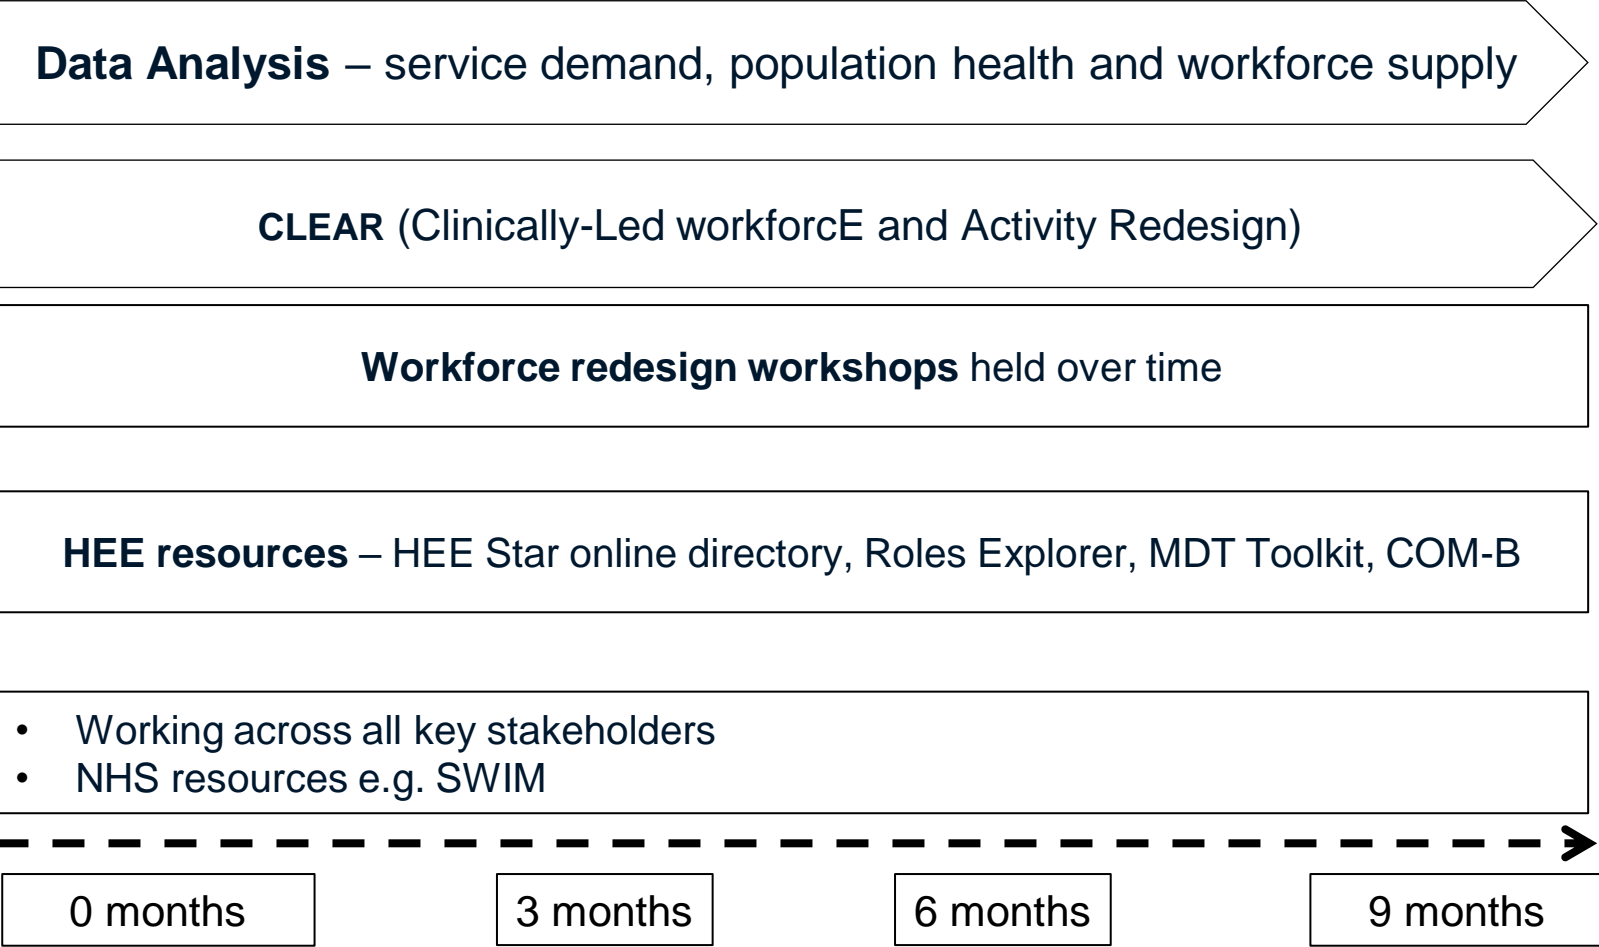 Data Analysis – service demand, population health and workforce supply
CLEAR (Clinically-Led workforcE and Activity Redesign)
Workforce redesign workshops held over time
HEE resources – HEE Star online directory, Roles Explorer, MDT Toolkit, COM-B
• Working across all key stakeholders
• NHS resources e.g. SWIM
0 months
3 months
6 months
9 months